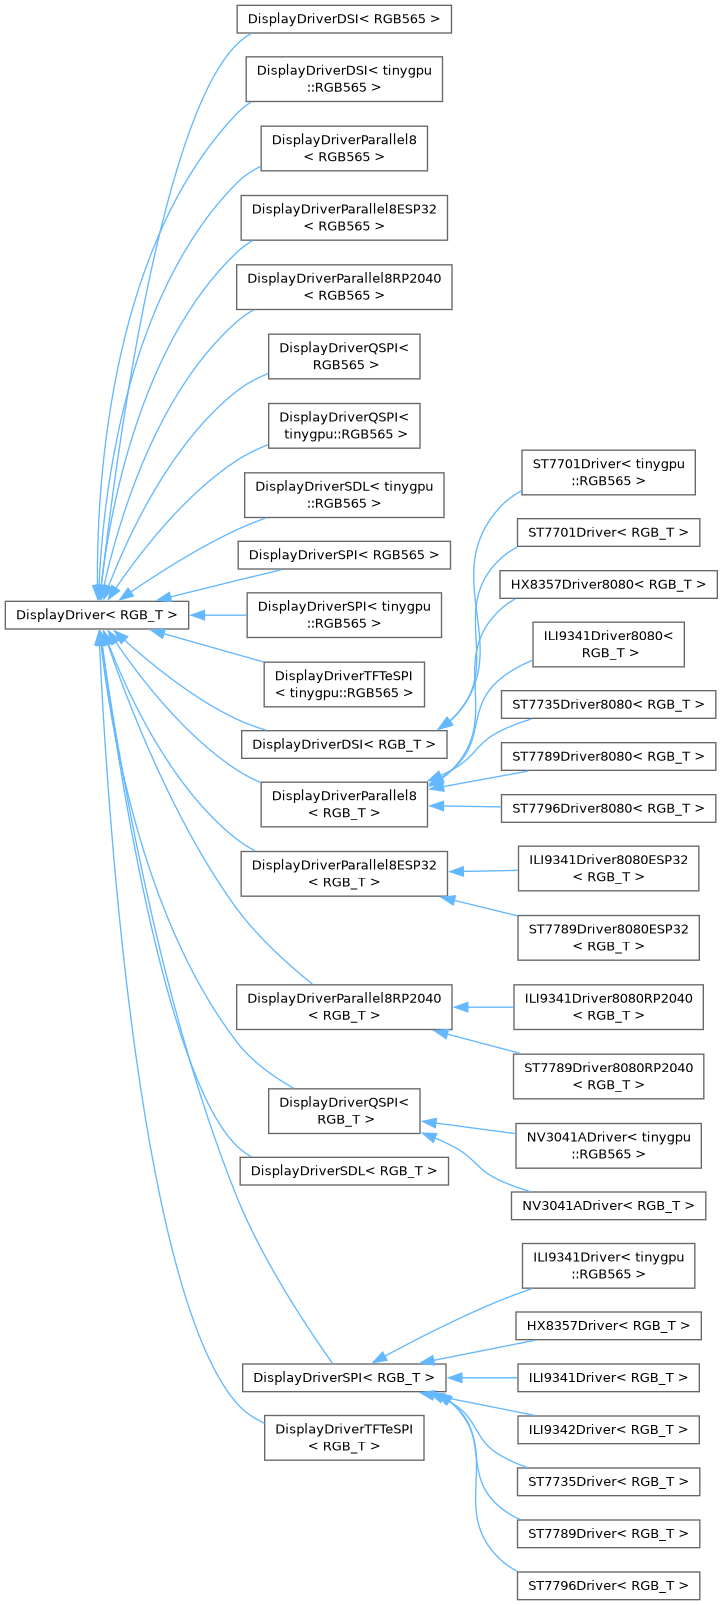 DisplayDriverDSI< RGB565 >
DisplayDriverDSI< tinygpu
::RGB565 >
DisplayDriverParallel8
< RGB565 >
DisplayDriverParallel8ESP32
< RGB565 >
DisplayDriverParallel8RP2040
< RGB565 >
DisplayDriverQSPI<
RGB565 >
DisplayDriverQSPI<
tinygpu::RGB565 >
DisplayDriverSDL< tinygpu
::RGB565 >
DisplayDriverSPI< RGB565 >
DisplayDriver< RGB_T >
DisplayDriverSPI< tinygpu
::RGB565 >
DisplayDriverTFTeSPI
< tinygpu::RGB565 >
DisplayDriverDSI< RGB_T >
DisplayDriverParallel8
< RGB_T >
DisplayDriverParallel8ESP32
< RGB_T >
DisplayDriverParallel8RP2040
< RGB_T >
DisplayDriverQSPI<
RGB_T >
DisplayDriverSDL< RGB_T >
DisplayDriverSPI< RGB_T >
DisplayDriverTFTeSPI
< RGB_T >
ST7701Driver< tinygpu
::RGB565 >
ST7701Driver< RGB_T >
HX8357Driver8080< RGB_T >
ILI9341Driver8080<
RGB_T >
ST7735Driver8080< RGB_T >
ST7789Driver8080< RGB_T >
ST7796Driver8080< RGB_T >
ILI9341Driver8080ESP32
< RGB_T >
ST7789Driver8080ESP32
< RGB_T >
ILI9341Driver8080RP2040
< RGB_T >
ST7789Driver8080RP2040
< RGB_T >
NV3041ADriver< tinygpu
::RGB565 >
NV3041ADriver< RGB_T >
ILI9341Driver< tinygpu
::RGB565 >
HX8357Driver< RGB_T >
ILI9341Driver< RGB_T >
ILI9342Driver< RGB_T >
ST7735Driver< RGB_T >
ST7789Driver< RGB_T >
ST7796Driver< RGB_T >